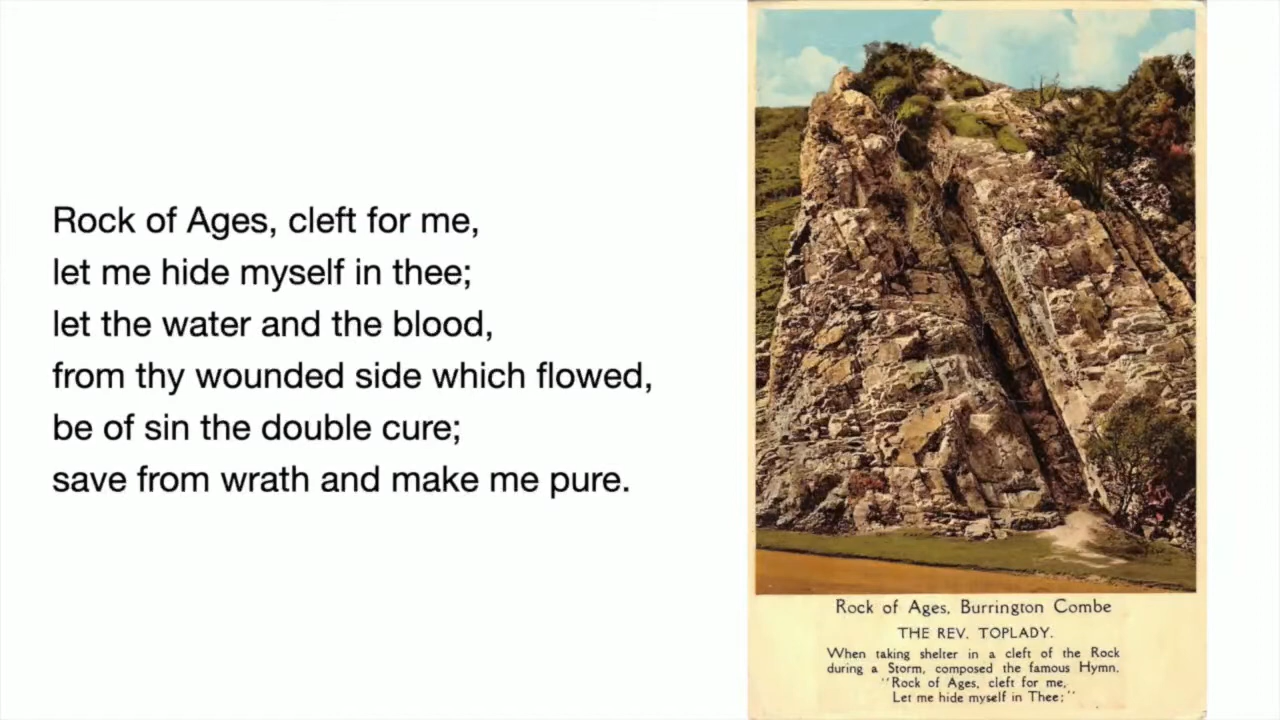 Rock of Ages, cleft for me,
let me hide myself in thee;
let the water and the blood,
from thy wounded side which flowed,
be of sin the double cure;
save from wrath and make me pure.
Rock of Ages, Burrington Combe
THE REV. TOPLADY.
When taking shelter in a cleft of the Rock
during a Storm, composed the famous Hymn.
"Rock of Ages, cleft for me,
Let me hide myself in Thee;"